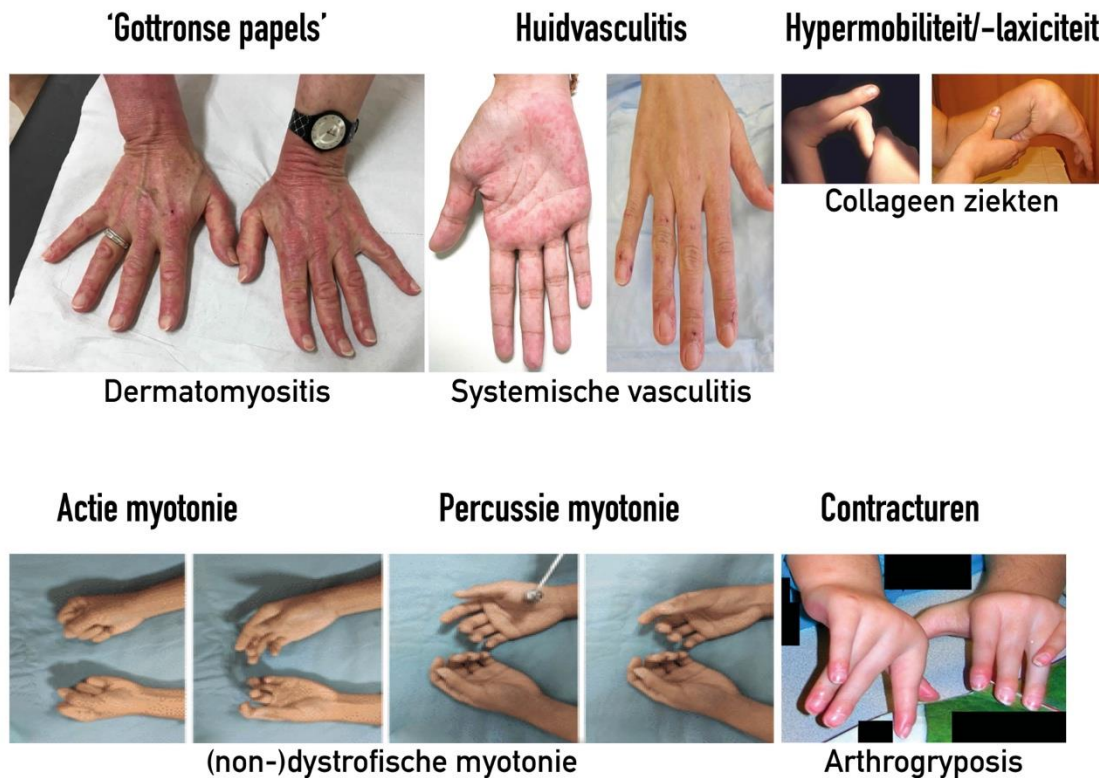 'Gottronse papels'
Huidvasculitis
Hypermobiliteit/-laxiciteit
Dermatomyositis
Systemische vasculitis
Collageen ziekten
Actie myotonie
Percussie myotonie
Contracturen
(non-)dystrofische myotonie
Arthrogryposis